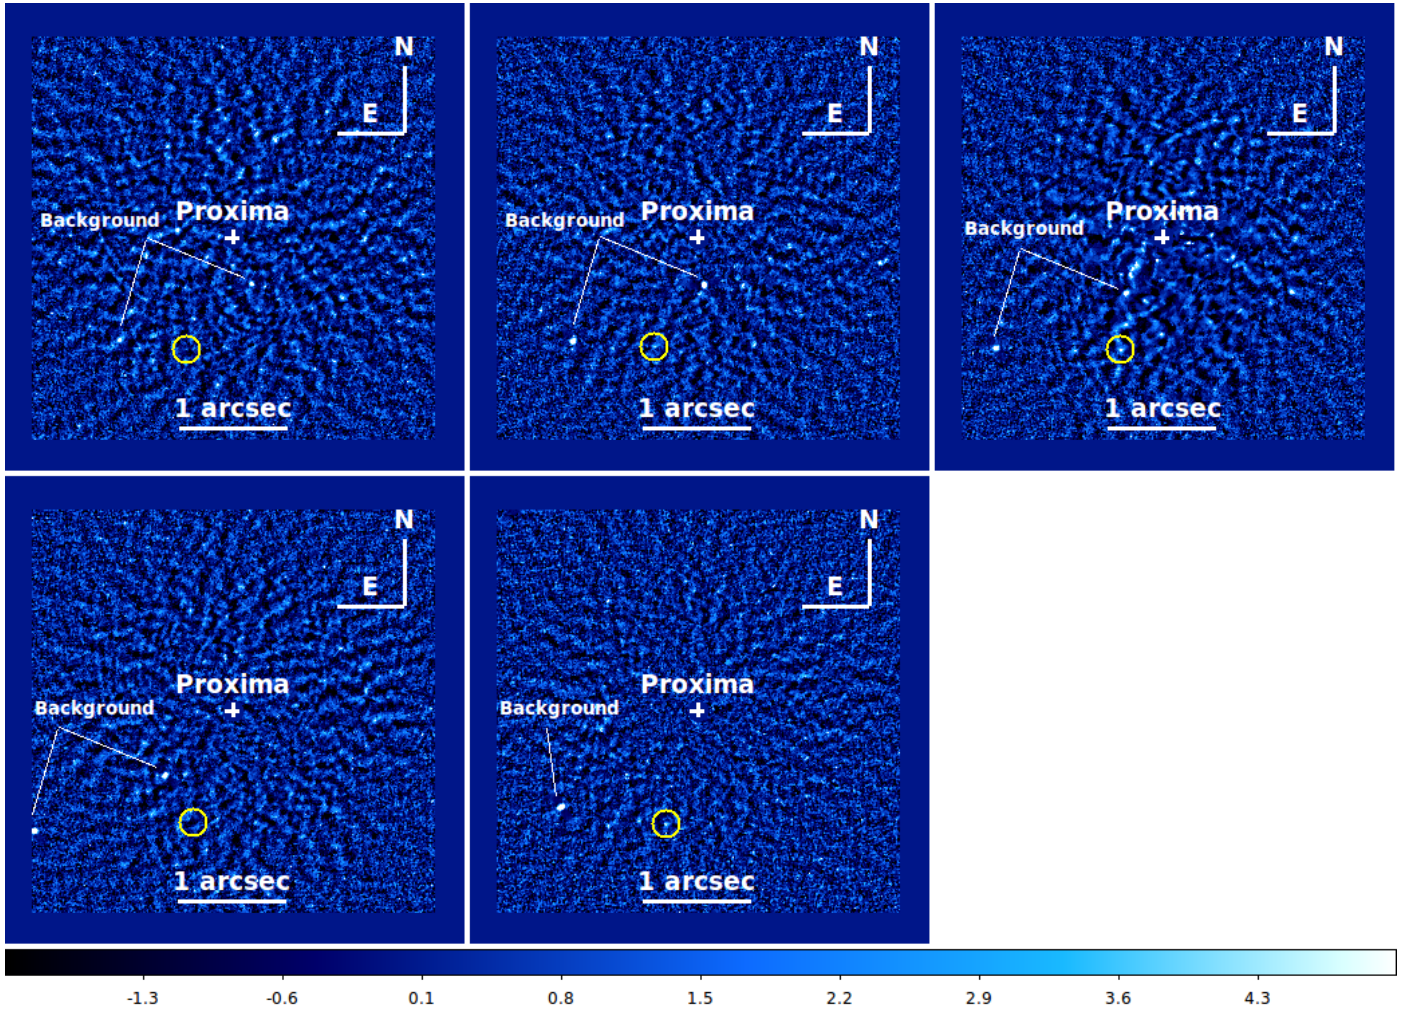 N
E
Proxima
Background
1 arcsec
N
E
Proxima
Background
1 arcsec
N
E
Proxima
Background
1 arcsec
N
E
Proxima
Background
1 arcsec
N
E
Proxima
Background
1 arcsec
-1.3 -0.6 0.1 0.8 1.5 2.2 2.9 3.6 4.3